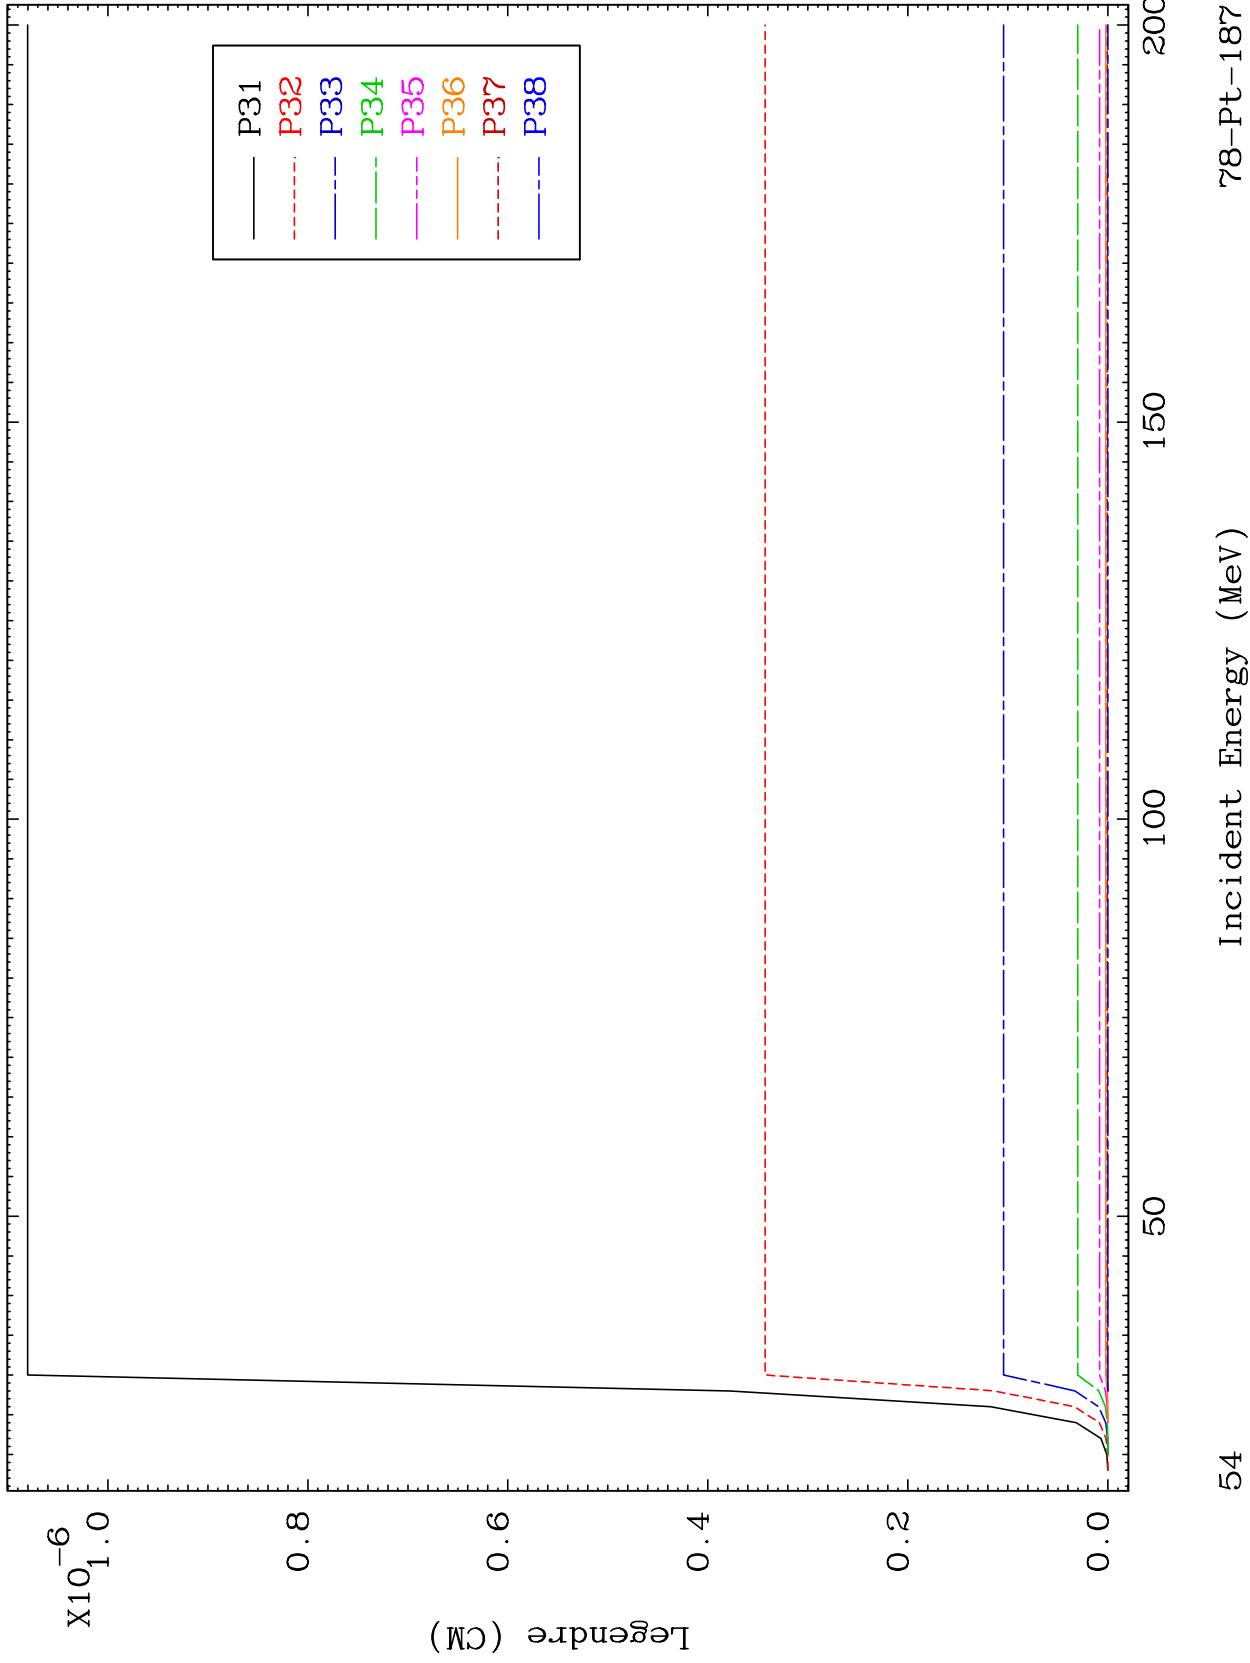 X10-6
1.0
0.8
0.6
0.4
0.2
0.0
Legendre (CM)
P31
P32
P33
P34
P35
P36
P37
P38
50
100
150
200
54
Incident Energy (MeV)
78-Pt-187